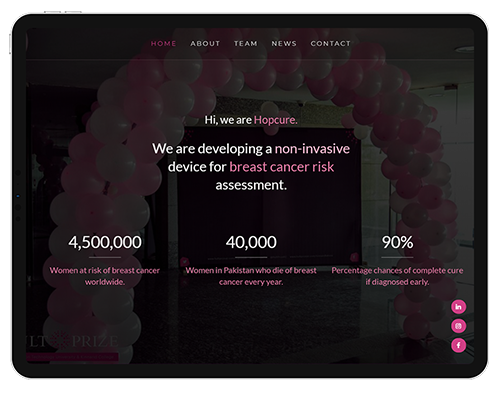 HOME ABOUT TEAM NEWS CONTACT
Hi, we are Hopcure.
We are developing a non-invasive
device for breast cancer risk
assessment.
4,500,000 40,000 90%
Women at risk of breast cancer
worldwide.
Women in Pakistan who die of breast
cancer every year.
Percentage chances of complete cure
if diagnosed early.
PRIZE